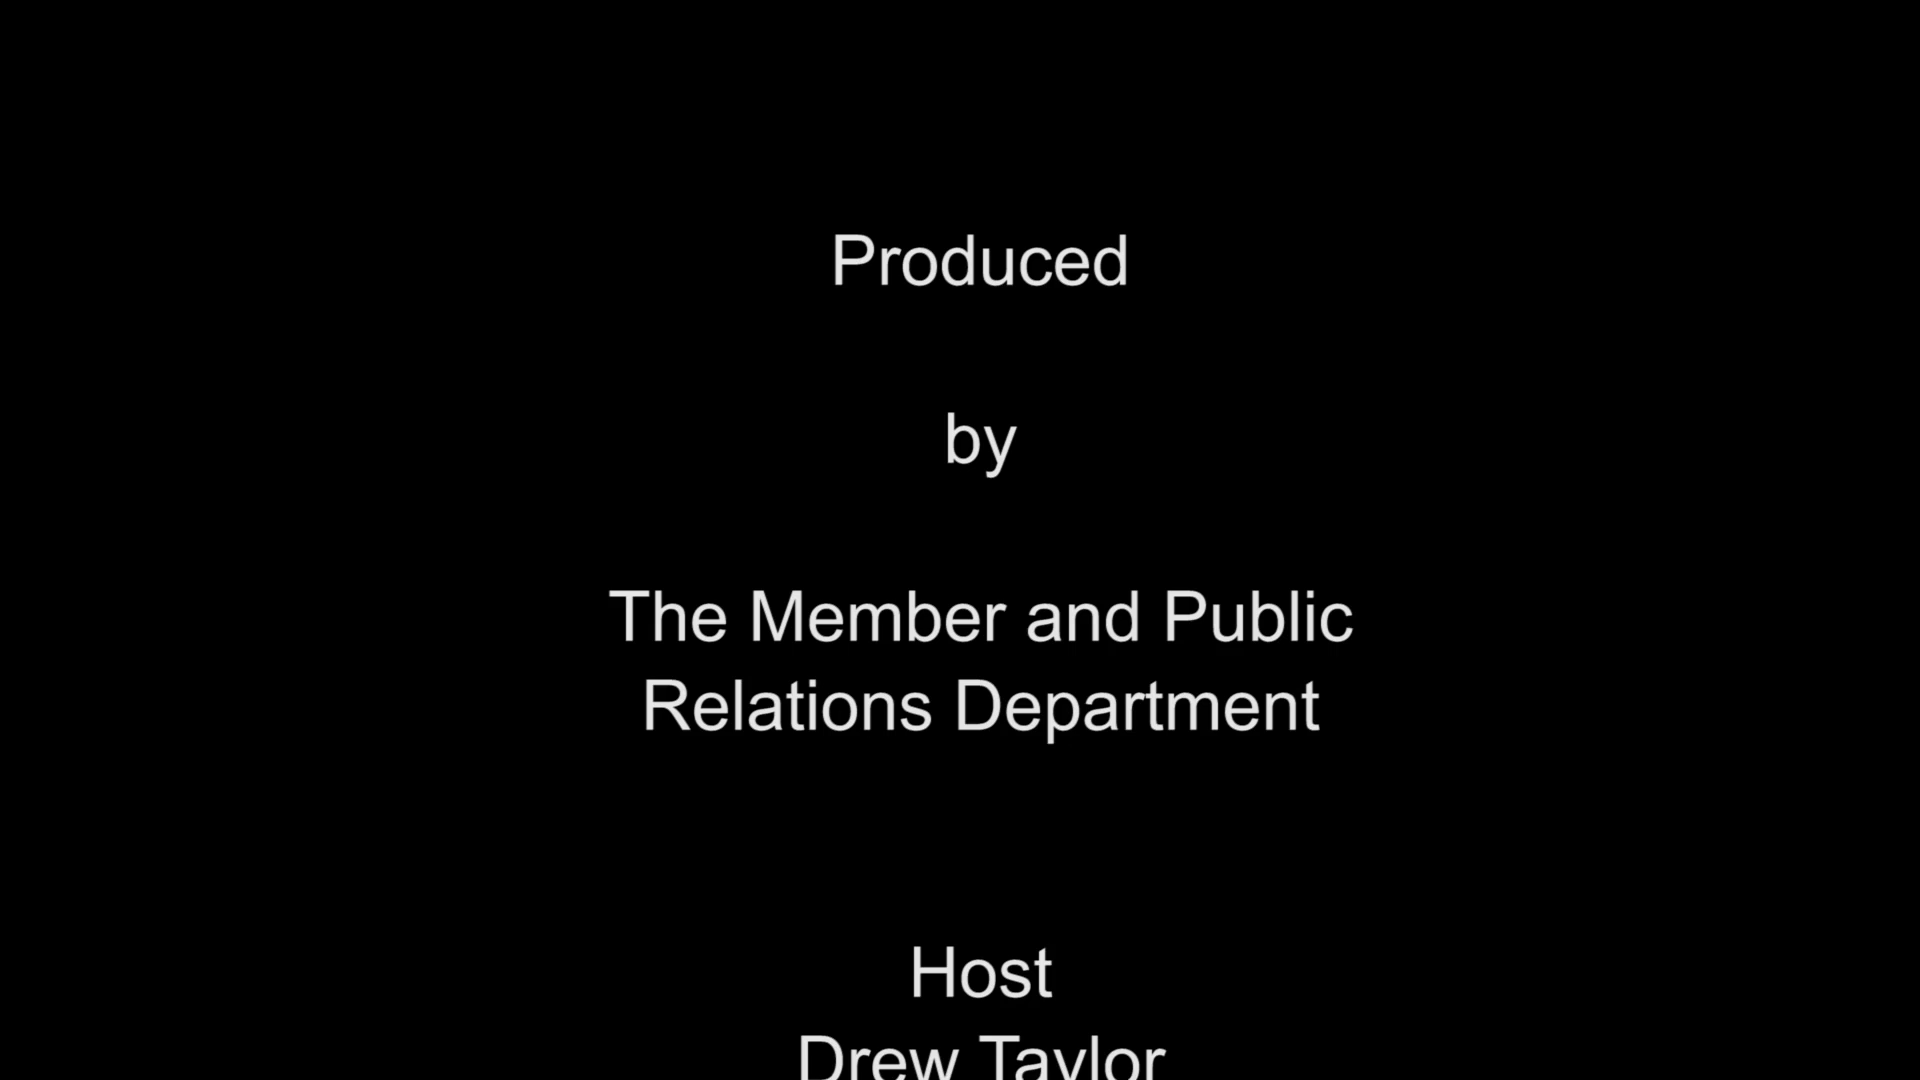 Produced
by
The Member and Public
Relations Department
Host
Drew Taylor